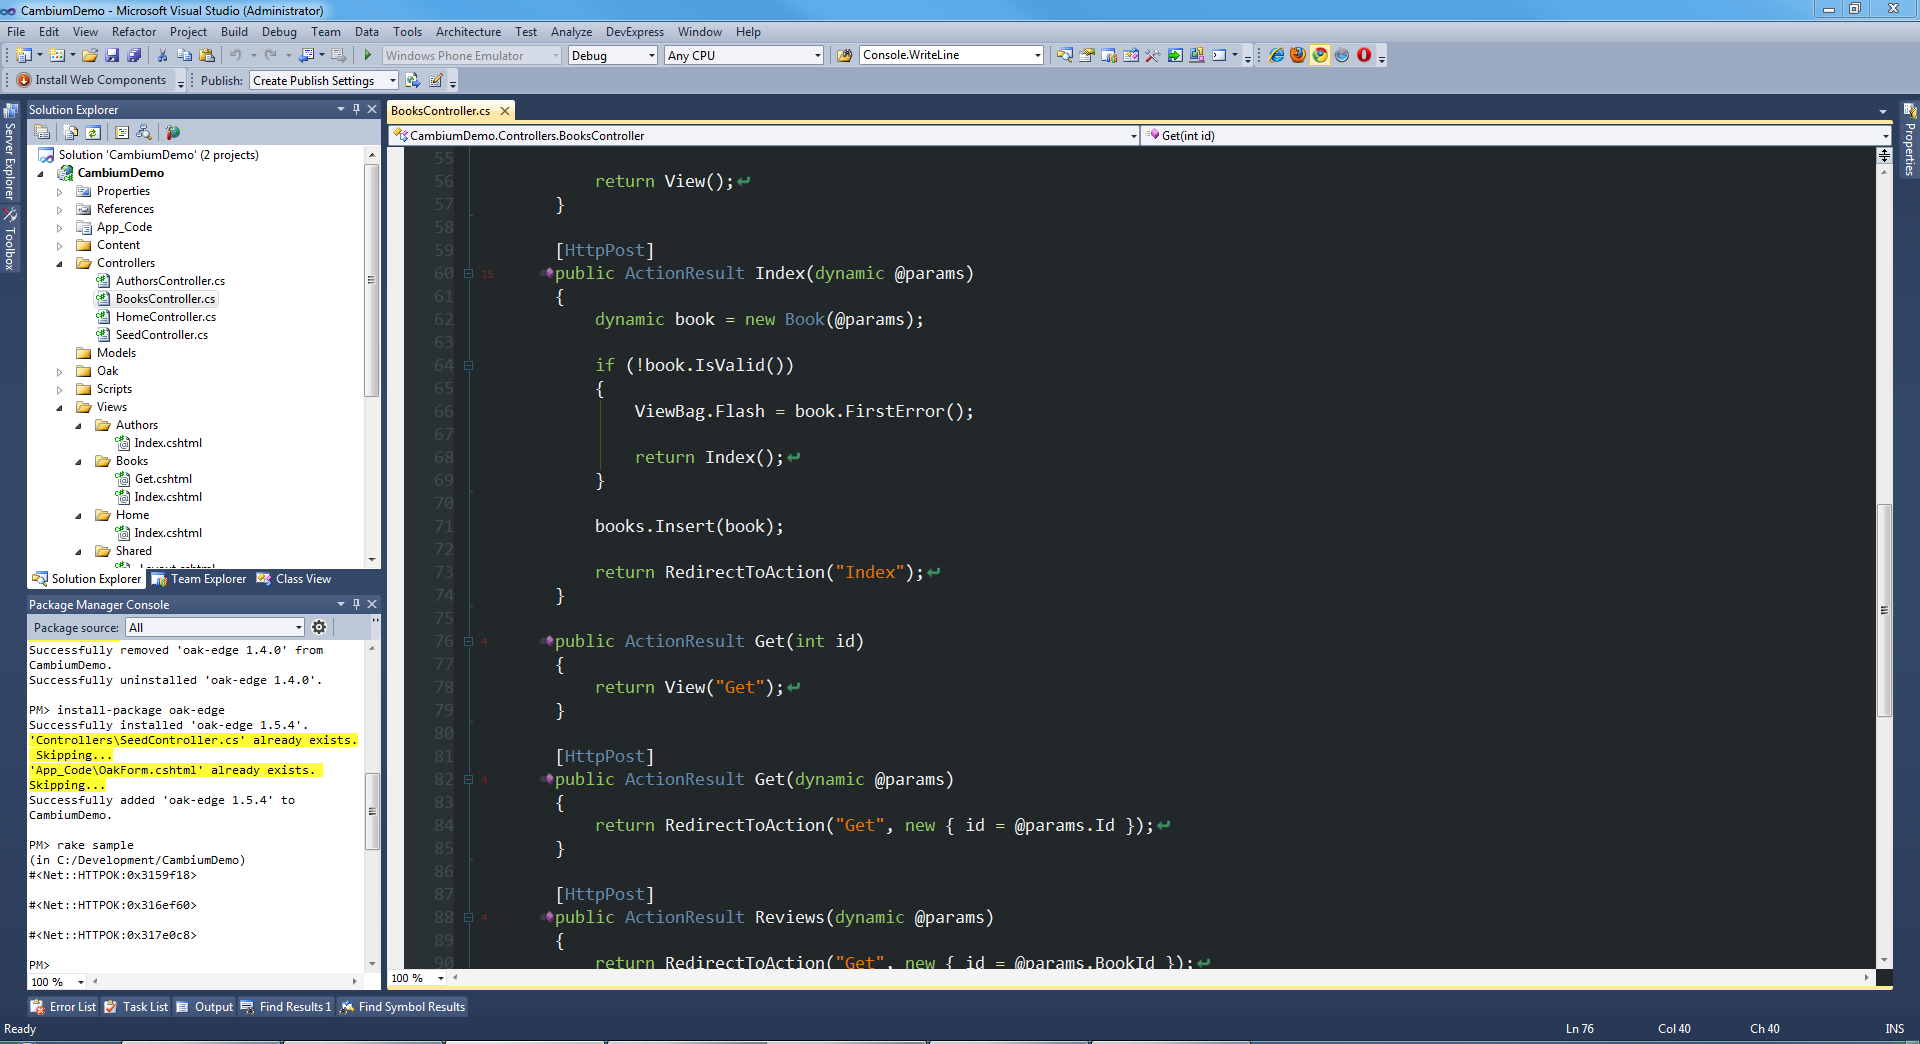 CambiumDemo - Microsoft Visual Studio (Administrator)
File Edit View Refactor Project Build Debug Team Data Tools Architecture Test Analyze DevExpress Window Help
Windows Phone Emulator Debug Any CPU Console.WriteLine
Install Web Components Publish: Create Publish Settings
Server Explorer
Toolbox
Solution Explorer
Solution 'CambiumDemo' (2 projects)
CambiumDemo
Properties
References
App_Code
Content
Controllers
AuthorsController.cs
BooksController.cs
HomeController.cs
SeedController.cs
Models
Oak
Scripts
Views
Authors
Index.cshtml
Books
Get.cshtml
Index.cshtml
Home
Index.cshtml
Shared
Solution Explorer Team Explorer Class View
Package Manager Console
Package source: All
Successfully removed 'oak-edge 1.4.0' from
CambiumDemo.
Successfully uninstalled 'oak-edge 1.4.0'.
PM> install-package oak-edge
Successfully installed 'oak-edge 1.5.4'.
'Controllers\SeedController.cs' already exists.
Skipping...
'App_Code\OakForm.cshtml' already exists.
Skipping...
Successfully added 'oak-edge 1.5.4' to
CambiumDemo.
PM> rake sample
(in C:/Development/CambiumDemo)
#<Net::HTTPOK:0x3159f18>
#<Net::HTTPOK:0x316ef60>
#<Net::HTTPOK:0x317e0c8>
PM>
100 %
BooksController.cs
CambiumDemo.Controllers.BooksController Get(int id)
55
56 return View();
57 }
58
59 [HttpPost]
60 15 public ActionResult Index(dynamic @params)
61 {
62 dynamic book = new Book(@params);
63
64 if (!book.IsValid())
65 {
66 ViewBag.Flash = book.FirstError();
67
68 return Index();
69 }
70
71 books.Insert(book);
72
73 return RedirectToAction("Index");
74 }
75
76 4 public ActionResult Get(int id)
77 {
78 return View("Get");
79 }
80
81 [HttpPost]
82 4 public ActionResult Get(dynamic @params)
83 {
84 return RedirectToAction("Get", new { id = @params.Id });
85 }
86
87 [HttpPost]
88 4 public ActionResult Reviews(dynamic @params)
89 {
90 return RedirectToAction("Get", new { id = @params.BookId });
100 %
Properties
Error List Task List Output Find Results 1 Find Symbol Results
Ready Ln 76 Col 40 Ch 40 INS